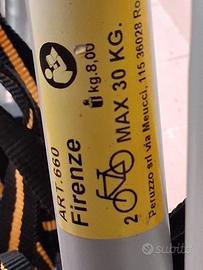 ART.660
Firenze
kg.8,00
2 MAX 30 KG.
Peruzzo srl via Meucci, 115 36028 Ro
subito